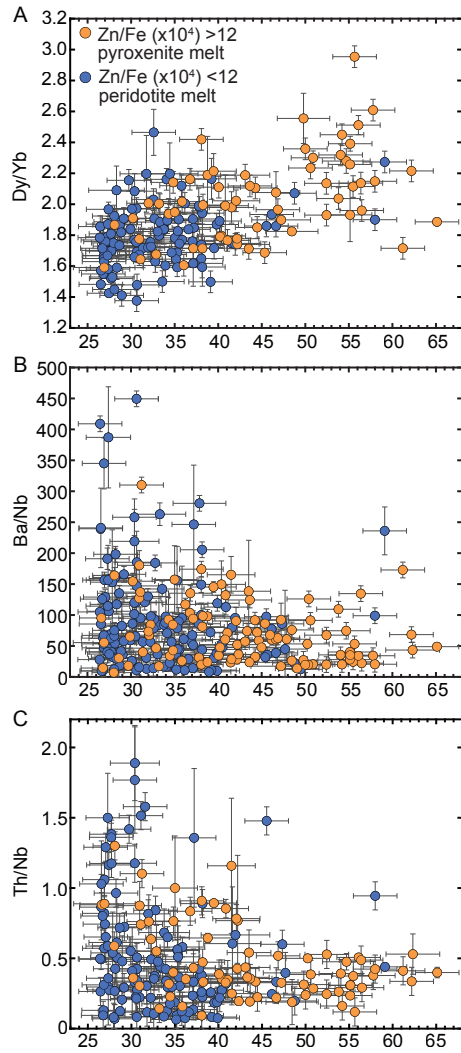 A
Zn/Fe (x10⁴) >12
pyroxenite melt
Zn/Fe (x10⁴) <12
peridotite melt
Dy/Yb
3.2
3.0
2.8
2.6
2.4
2.2
2.0
1.8
1.6
1.4
1.2
25 30 35 40 45 50 55 60 65
B
Ba/Nb
500
450
400
350
300
250
200
150
100
50
0
25 30 35 40 45 50 55 60 65
C
Th/Nb
2.0
1.5
1.0
0.5
0
25 30 35 40 45 50 55 60 65